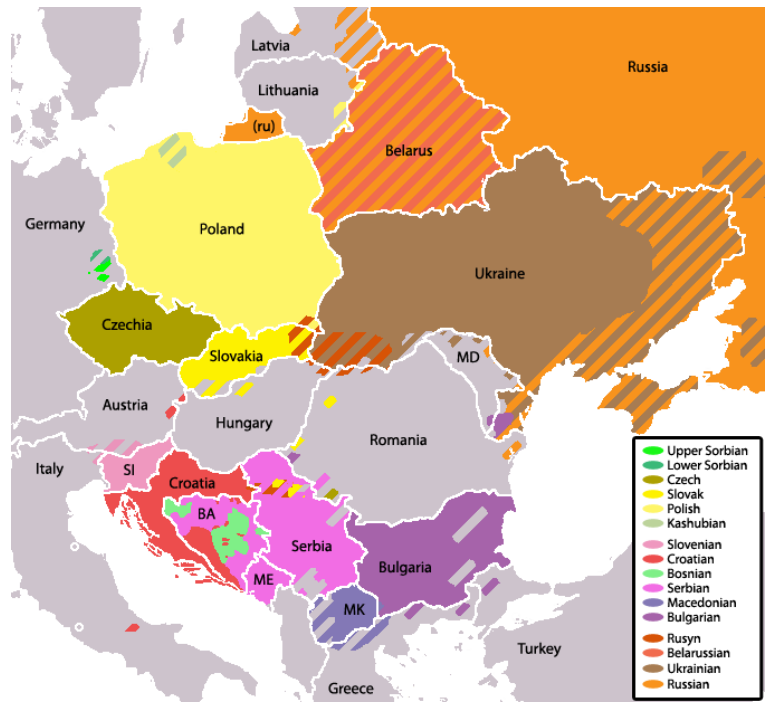 Latvia
Russia
Lithuania
(ru)
Belarus
Germany
Poland
Ukraine
Czechia
Slovakia
MD
Austria
Hungary
Romania
Italy
SI
Croatia
BA
Serbia
Bulgaria
ME
MK
Turkey
Greece
Upper Sorbian
Lower Sorbian
Czech
Slovak
Polish
Kashubian
Slovenian
Croatian
Bosnian
Serbian
Macedonian
Bulgarian
Rusyn
Belarussian
Ukrainian
Russian